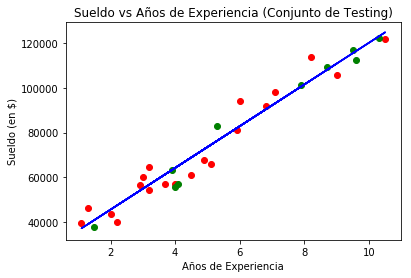 Sueldo vs Años de Experiencia (Conjunto de Testing)
120000
100000
80000
60000
40000
Sueldo (en $)
2 4 6 8 10
Años de Experiencia